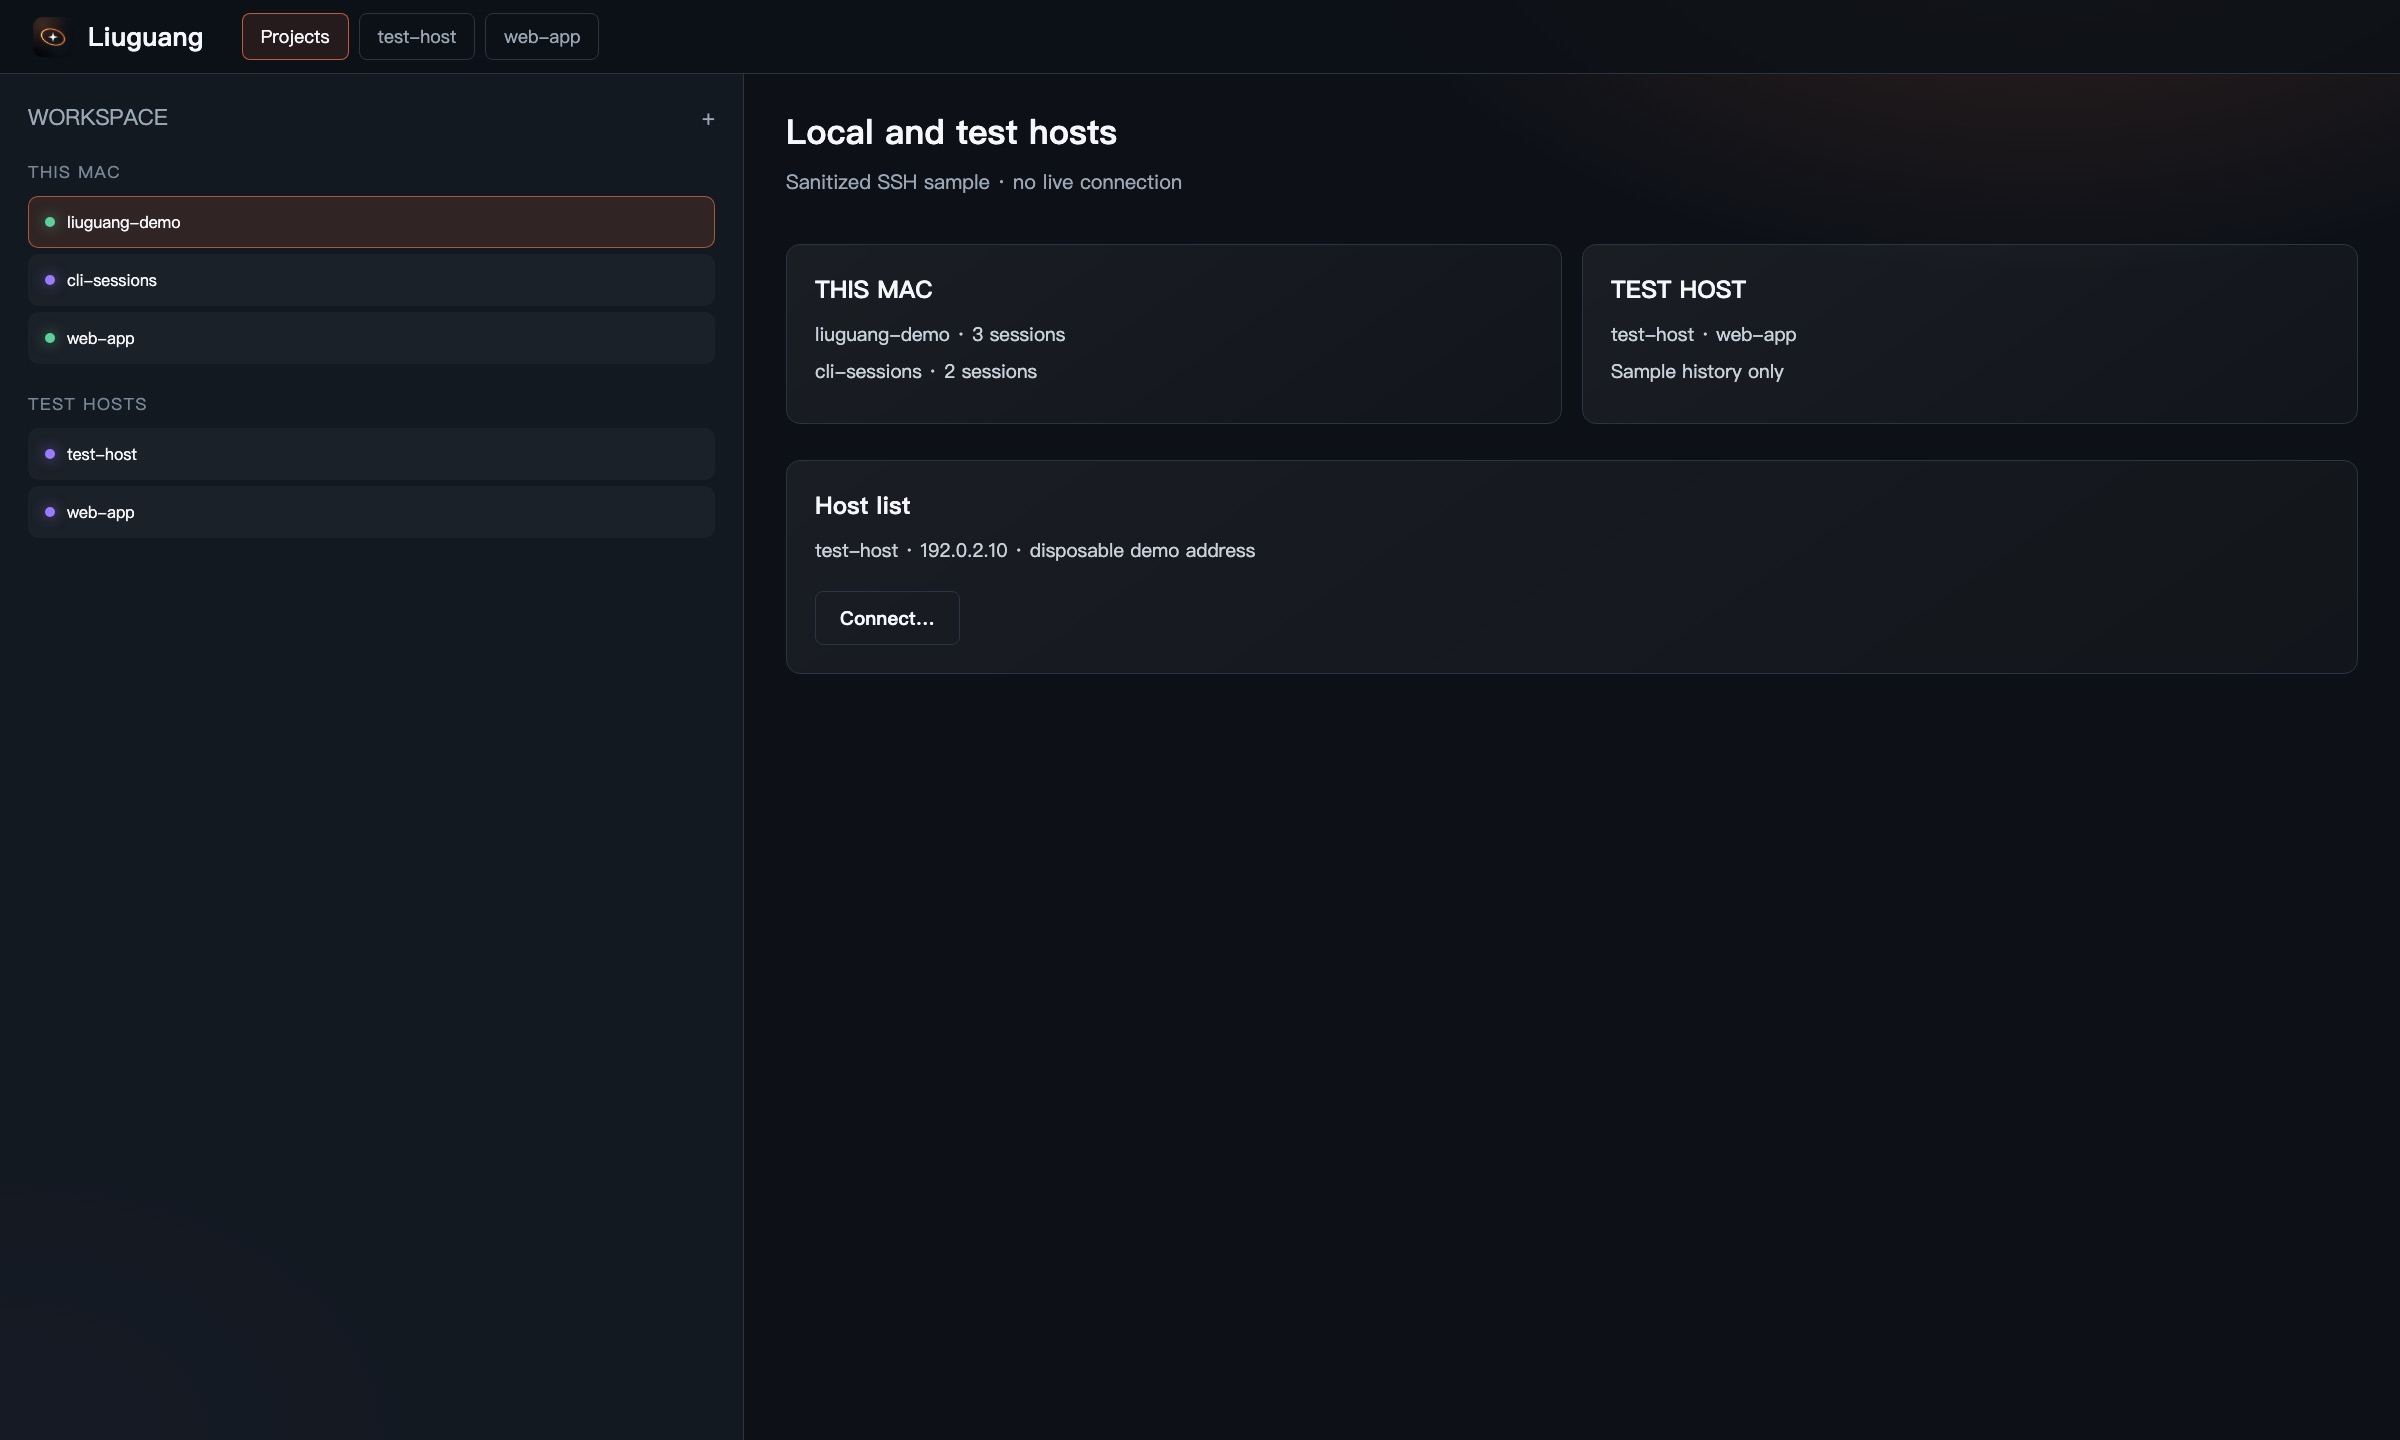 Liuguang
Projects
test-host
web-app
WORKSPACE
+
THIS MAC
liuguang-demo
cli-sessions
web-app
TEST HOSTS
test-host
web-app
Local and test hosts
Sanitized SSH sample · no live connection
THIS MAC
liuguang-demo · 3 sessions
cli-sessions · 2 sessions
TEST HOST
test-host · web-app
Sample history only
Host list
test-host · 192.0.2.10 · disposable demo address
Connect...